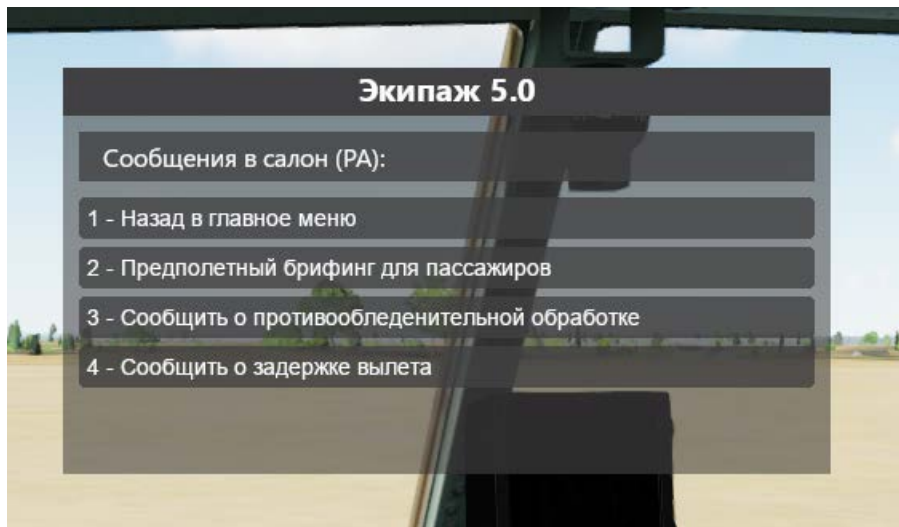 Экипаж 5.0
Сообщения в салон (PA):
1 - Назад в главное меню
2 - Предполетный брифинг для пассажиров
3 - Сообщить о противообледенительной обработке
4 - Сообщить о задержке вылета